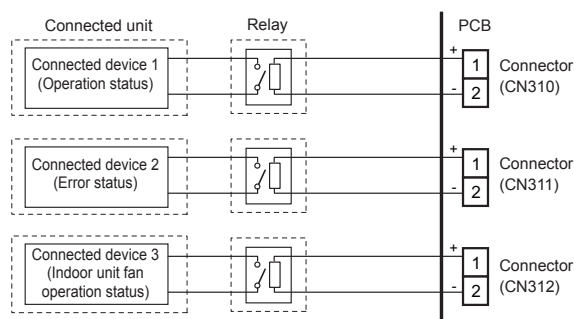 Connected unit
Relay
PCB
Connected device 1
(Operation status)
+
1
-
2
Connector
(CN310)
Connected device 2
(Error status)
+
1
-
2
Connector
(CN311)
Connected device 3
(Indoor unit fan
operation status)
+
1
-
2
Connector
(CN312)